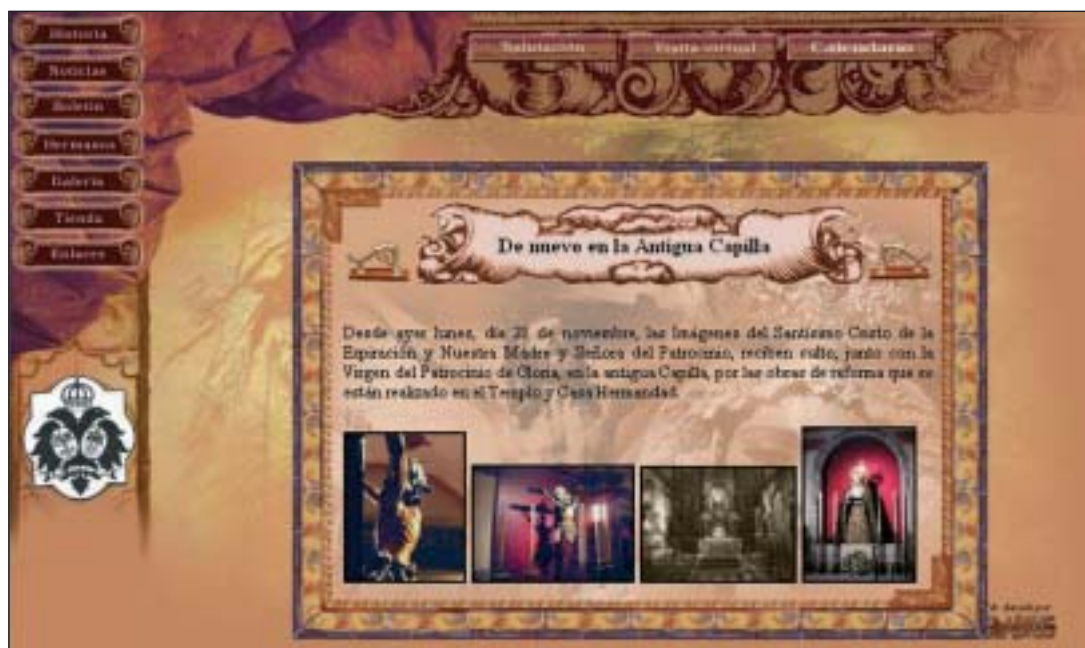 Historia
Noticias
Boletín
Hermanos
Galería
Tienda
Enlaces
Salutación
Visita virtual
Calendario
De nuevo en la Antigua Capilla
Desde ayer lunes, día 21 de noviembre, las Imágenes del Santísimo Cristo de la
Expiración y Nuestra Madre y Señora del Patrocinio, reciben culto, junto con la
Virgen del Patrocinio de Gloria, en la antigua Capilla, por las obras de reforma que se
están realizado en el Templo y Casa Hermandad.